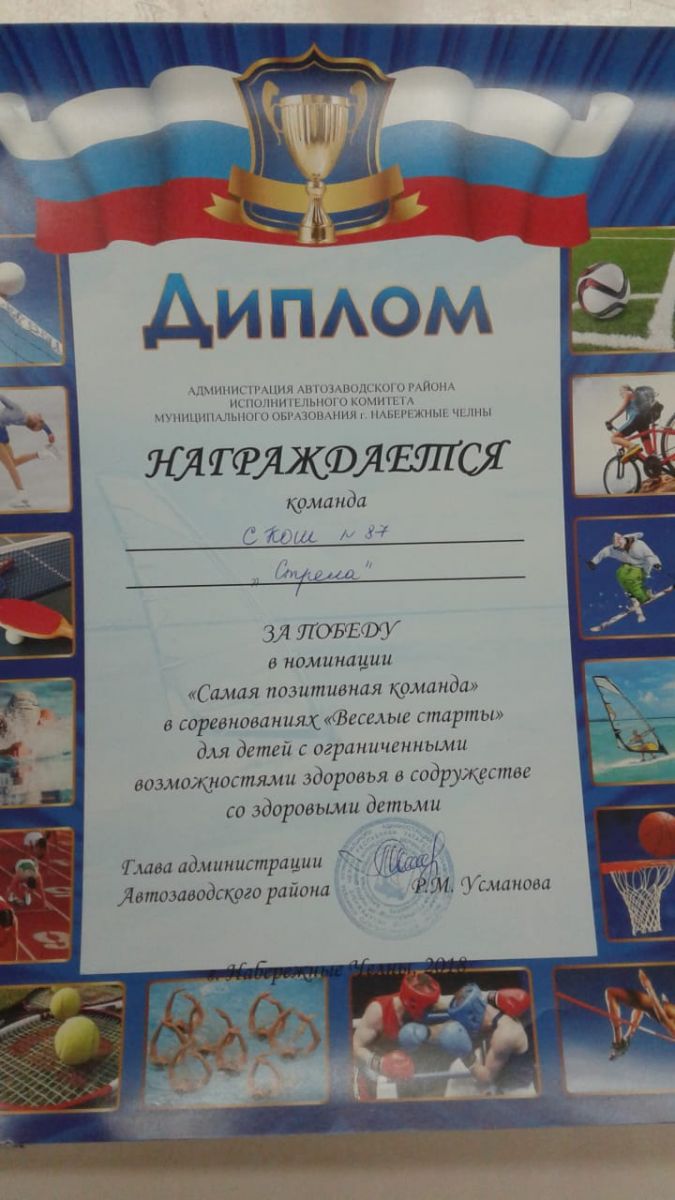 Диплом
АДМИНИСТРАЦИЯ АВТОЗАВОДСКОГО РАЙОНА
ИСПОЛНИТЕЛЬНОГО КОМИТЕТА
МУНИЦИПАЛЬНОГО ОБРАЗОВАНИЯ г. НАБЕРЕЖНЫЕ ЧЕЛНЫ
НАГРАЖДАЕТСЯ
команда
СКОШ № 87
„Стрела"
ЗА ПОБЕДУ
в номинации
«Самая позитивная команда»
в соревнованиях «Веселые старты»
для детей с ограниченными
возможностями здоровья в содружестве
со здоровыми детьми
Глава администрации
Автозаводского района Р.М. Усманова
г. Набережные Челны, 2018